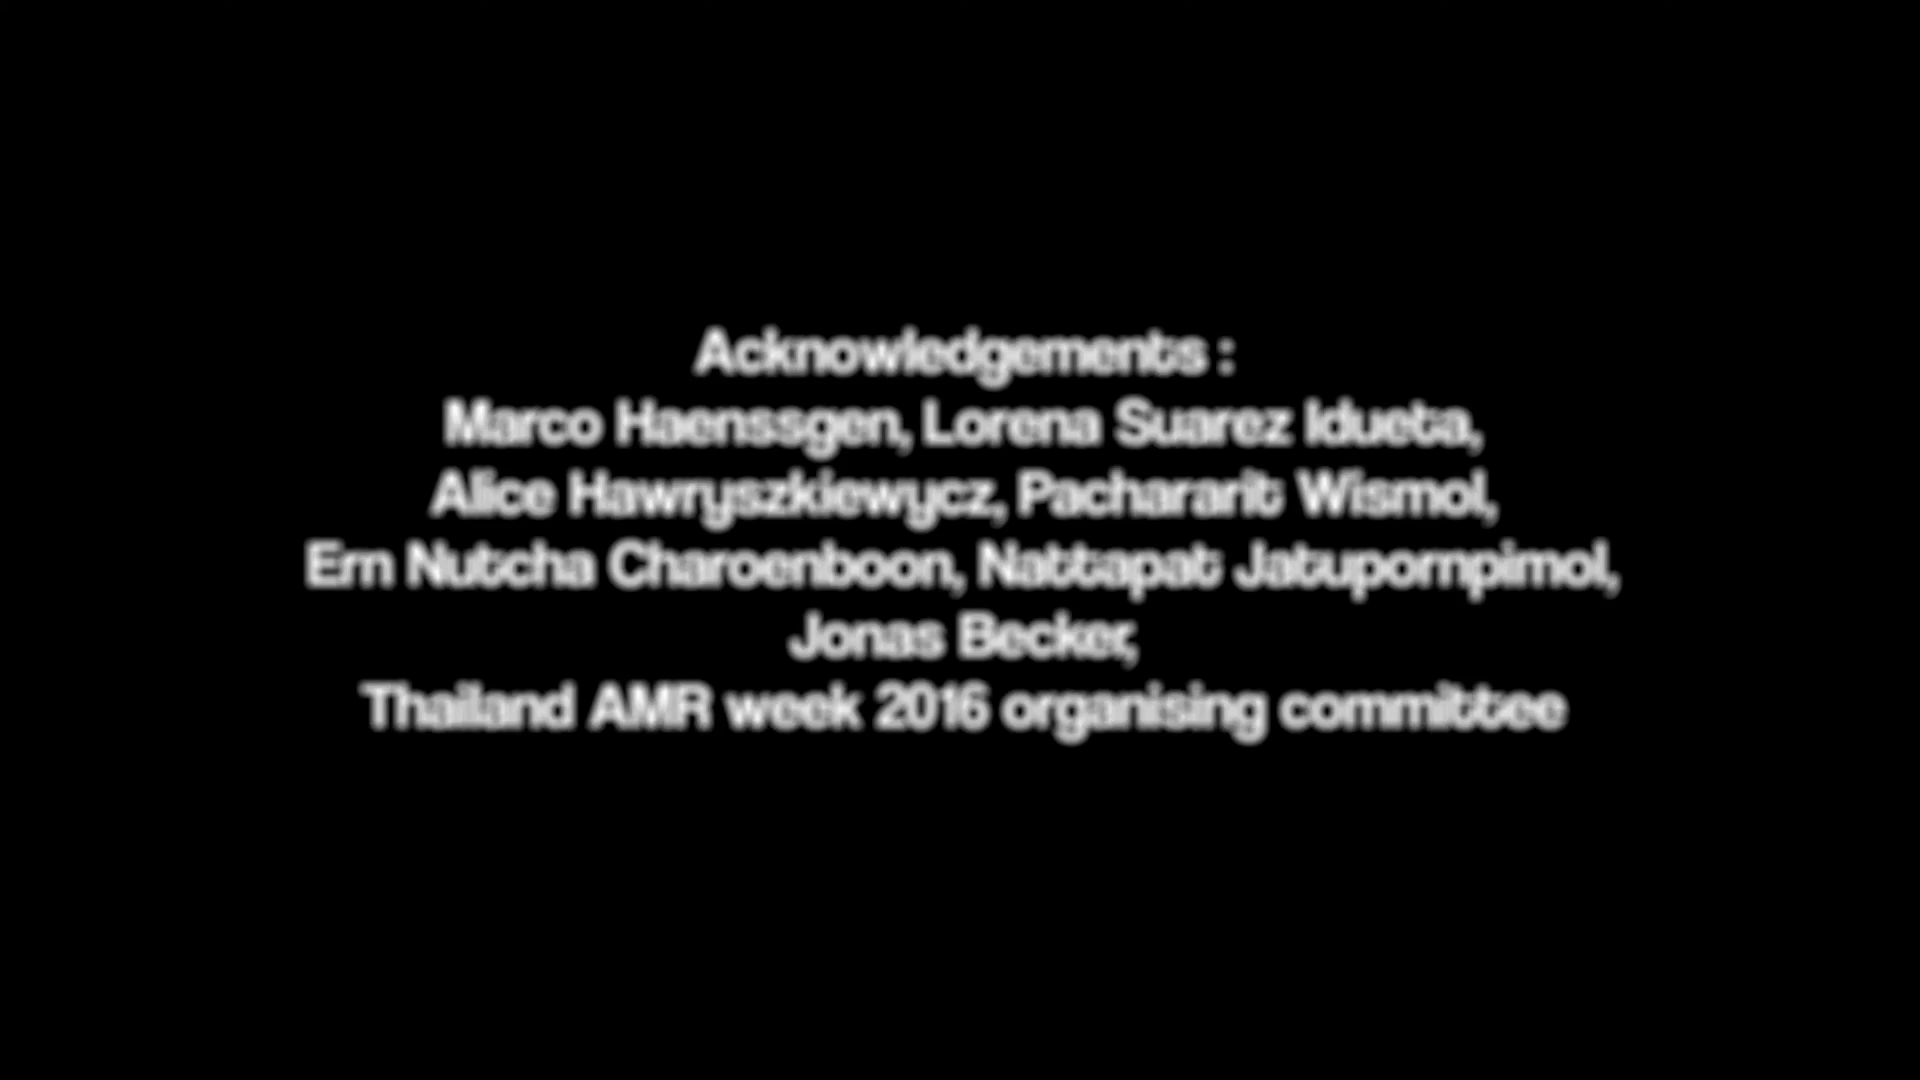 Acknowledgements :
Marco Haenssgen, Lorena Suarez Idueta,
Alice Hawryszkiewycz, Pachararit Wismol,
Ern Nutcha Charoenboon, Nattapat Jatupornpimol,
Jonas Becker,
Thailand AMR week 2016 organising committee